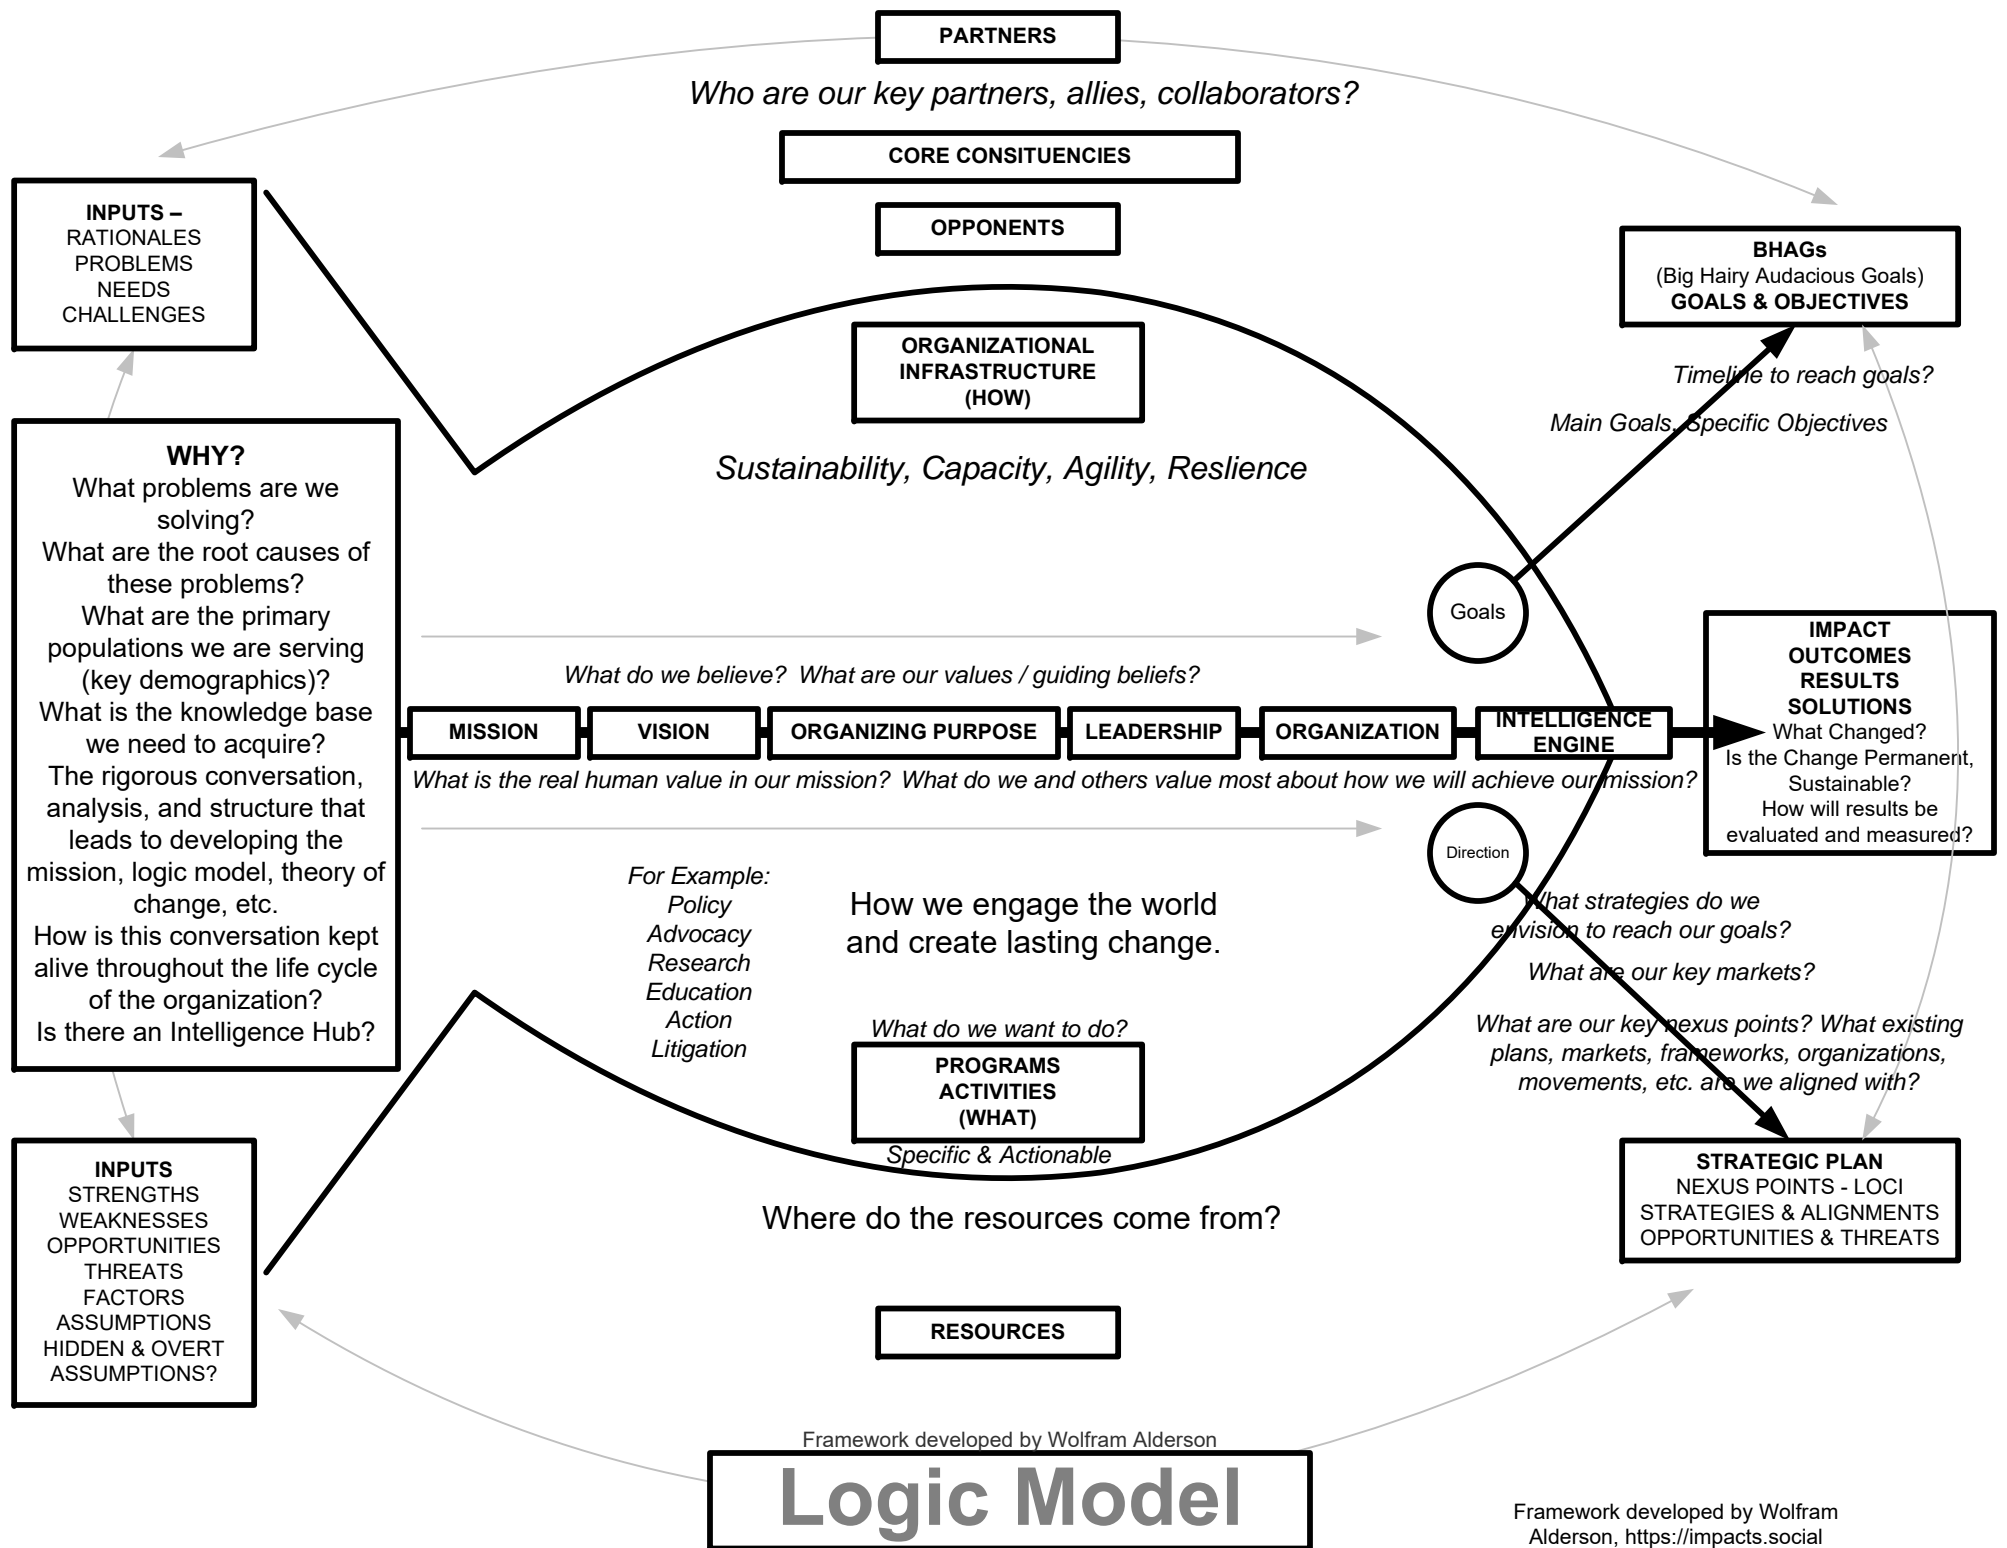 PARTNERS
Who are our key partners, allies, collaborators?
CORE CONSITUENCIES
OPPONENTS
INPUTS –
RATIONALES
PROBLEMS
NEEDS
CHALLENGES
BHAGs
(Big Hairy Audacious Goals)
GOALS & OBJECTIVES
Timeline to reach goals?
Main Goals, Specific Objectives
ORGANIZATIONAL
INFRASTRUCTURE
(HOW)
Sustainability, Capacity, Agility, Reslience
WHY?
What problems are we
solving?
What are the root causes of
these problems?
What are the primary
populations we are serving
(key demographics)?
What is the knowledge base
we need to acquire?
The rigorous conversation,
analysis, and structure that
leads to developing the
mission, logic model, theory of
change, etc.
How is this conversation kept
alive throughout the life cycle
of the organization?
Is there an Intelligence Hub?
Goals
What do we believe?  What are our values / guiding beliefs?
MISSION
VISION
ORGANIZING PURPOSE
LEADERSHIP
ORGANIZATION
INTELLIGENCE
ENGINE
What is the real human value in our mission?  What do we and others value most about how we will achieve our mission?
IMPACT
OUTCOMES
RESULTS
SOLUTIONS
What Changed?
Is the Change Permanent,
Sustainable?
How will results be
evaluated and measured?
Direction
For Example:
Policy
Advocacy
Research
Education
Action
Litigation
How we engage the world
and create lasting change.
What strategies do we
envision to reach our goals?
What are our key markets?
What are our key nexus points? What existing
plans, markets, frameworks, organizations,
movements, etc. are we aligned with?
What do we want to do?
PROGRAMS
ACTIVITIES
(WHAT)
Specific & Actionable
Where do the resources come from?
INPUTS
STRENGTHS
WEAKNESSES
OPPORTUNITIES
THREATS
FACTORS
ASSUMPTIONS
HIDDEN & OVERT
ASSUMPTIONS?
STRATEGIC PLAN
NEXUS POINTS - LOCI
STRATEGIES & ALIGNMENTS
OPPORTUNITIES & THREATS
RESOURCES
Framework developed by Wolfram Alderson
Logic Model
Framework developed by Wolfram
Alderson, https://impacts.social